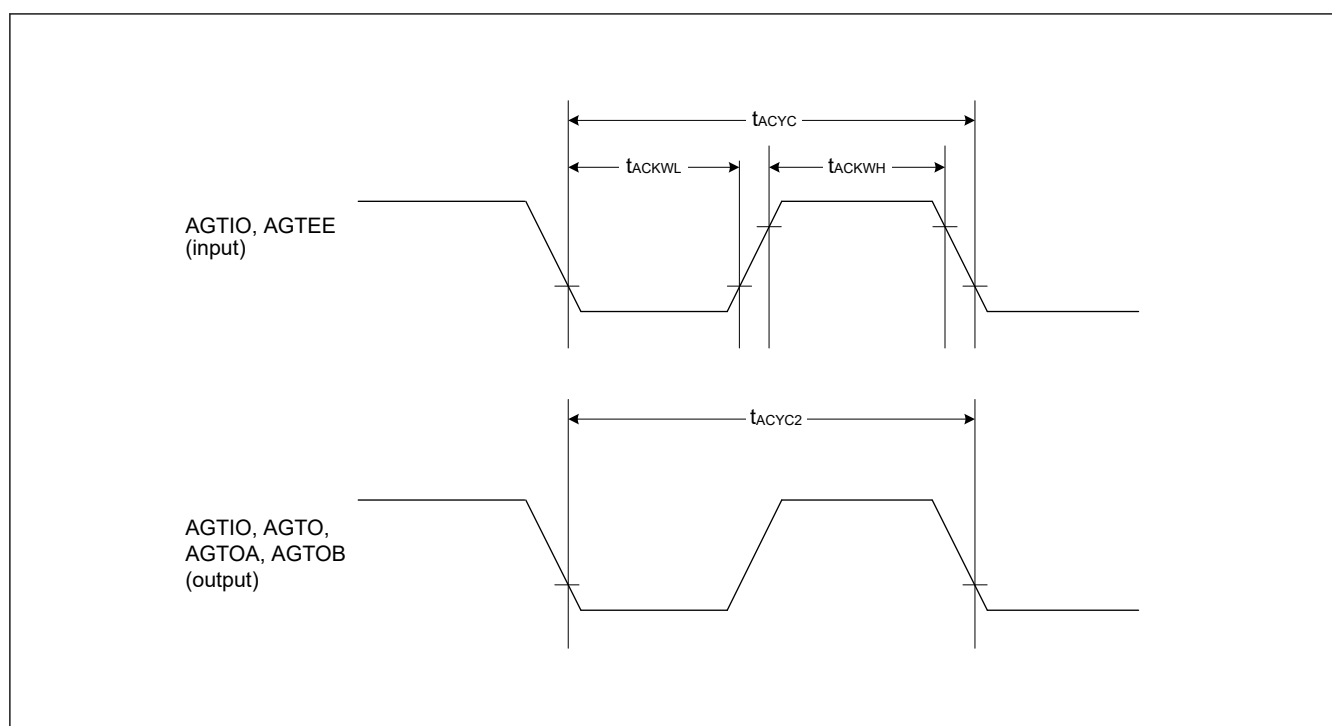 tACYC
tACKWL
tACKWH
AGTIO, AGTEE
(input)
tACYC2
AGTIO, AGTO,
AGTOA, AGTOB
(output)